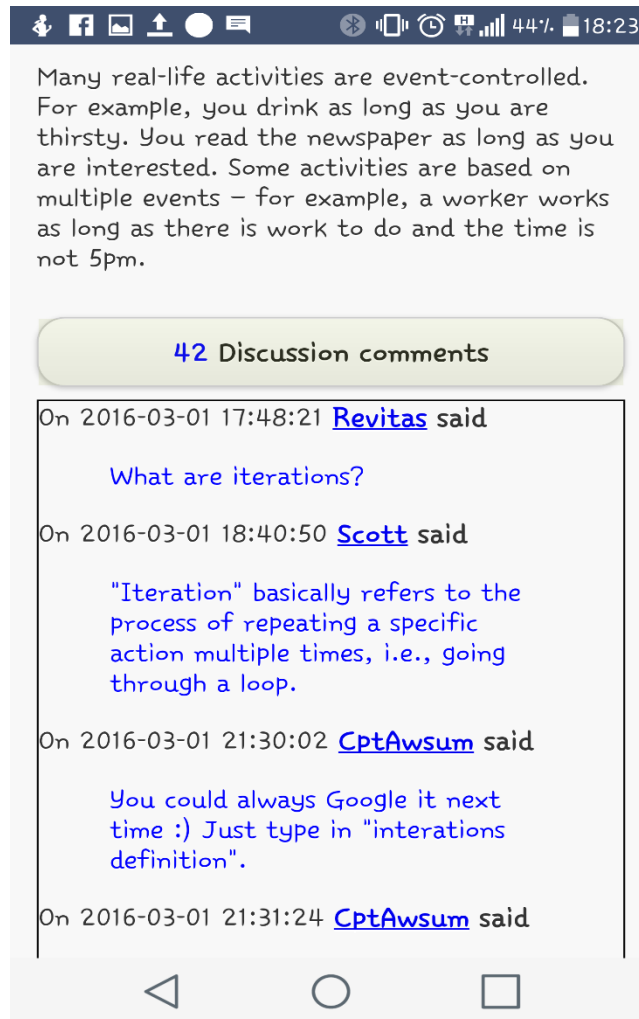 44% 18:23
Many real-life activities are event-controlled.
For example, you drink as long as you are
thirsty. You read the newspaper as long as you
are interested. Some activities are based on
multiple events – for example, a worker works
as long as there is work to do and the time is
not 5pm.
42 Discussion comments
On 2016-03-01 17:48:21 Revitas said
What are iterations?
On 2016-03-01 18:40:50 Scott said
"Iteration" basically refers to the
process of repeating a specific
action multiple times, i.e., going
through a loop.
On 2016-03-01 21:30:02 CptAwsum said
You could always Google it next
time :) Just type in "interations
definition".
On 2016-03-01 21:31:24 CptAwsum said